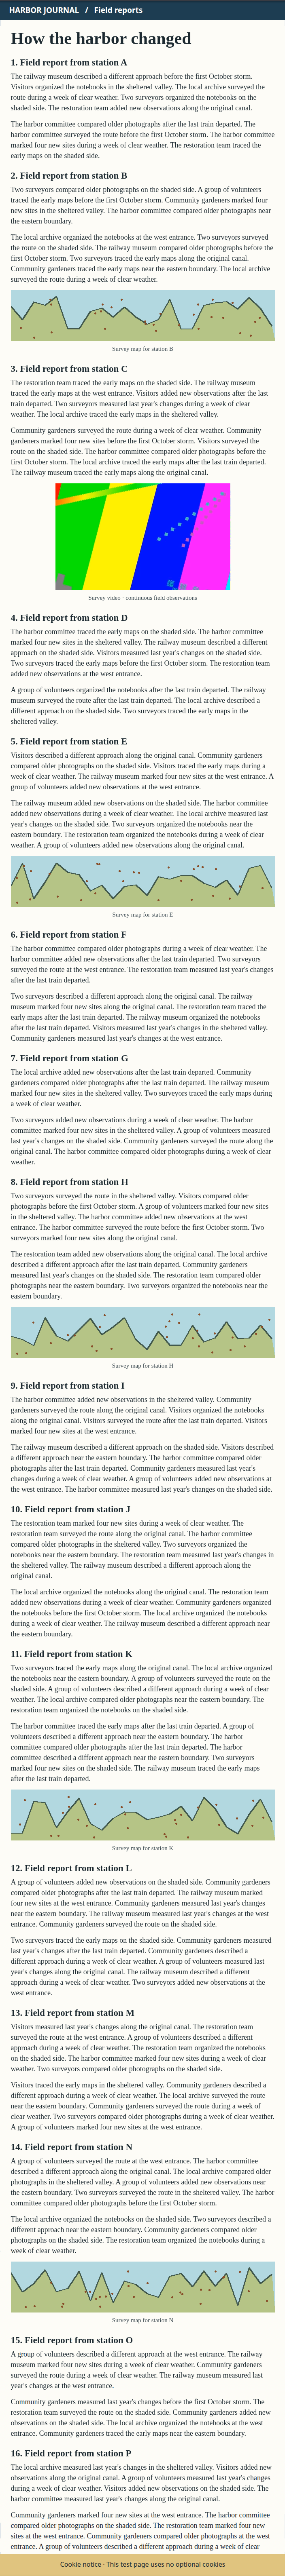 HARBOR JOURNAL / Field reports
How the harbor changed
1. Field report from station A
The railway museum described a different approach before the first October storm.
Visitors organized the notebooks in the sheltered valley. The local archive surveyed the
route during a week of clear weather. Two surveyors organized the notebooks on the
shaded side. The restoration team added new observations along the original canal.
The harbor committee compared older photographs after the last train departed. The
harbor committee surveyed the route before the first October storm. The harbor committee
marked four new sites in the sheltered valley. The restoration team traced the
early maps on the shaded side.
2. Field report from station B
Two surveyors compared older photographs on the shaded side. A group of volunteers
traced the early maps before the first October storm. Community gardeners marked four
new sites in the sheltered valley. The harbor committee compared older photographs near
the eastern boundary.
The local archive organized the notebooks at the west entrance. Two surveyors surveyed
the route on the shaded side. The railway museum compared older photographs before the
first October storm. Two surveyors traced the early maps along the original canal.
Community gardeners traced the early maps near the eastern boundary. The local archive
surveyed the route during a week of clear weather.
Survey map for station B
3. Field report from station C
The restoration team traced the early maps on the shaded side. The railway museum
traced the early maps at the west entrance. Visitors added new observations after the last
train departed. Two surveyors measured last year's changes during a week of clear
weather. The local archive traced the early maps in the sheltered valley.
Community gardeners surveyed the route during a week of clear weather. Community
gardeners marked four new sites before the first October storm. Visitors surveyed the
route on the shaded side. The harbor committee compared older photographs before the
first October storm. The local archive traced the early maps after the last train departed.
The railway museum traced the early maps along the original canal.
Survey video · continuous field observations
4. Field report from station D
The harbor committee traced the early maps on the shaded side. The harbor committee
marked four new sites in the sheltered valley. The railway museum described a different
approach on the shaded side. Visitors measured last year's changes on the shaded side.
Two surveyors traced the early maps before the first October storm. The restoration team
added new observations at the west entrance.
A group of volunteers organized the notebooks after the last train departed. The railway
museum surveyed the route after the last train departed. The local archive described a
different approach on the shaded side. Two surveyors traced the early maps in the
sheltered valley.
5. Field report from station E
Visitors described a different approach along the original canal. Community gardeners
compared older photographs on the shaded side. Visitors traced the early maps during a
week of clear weather. The railway museum marked four new sites at the west entrance. A
group of volunteers added new observations at the west entrance.
The railway museum added new observations on the shaded side. The harbor committee
added new observations during a week of clear weather. The local archive measured last
year's changes on the shaded side. Two surveyors organized the notebooks near the
eastern boundary. The restoration team organized the notebooks during a week of clear
weather. A group of volunteers added new observations along the original canal.
Survey map for station E
6. Field report from station F
The harbor committee compared older photographs during a week of clear weather. The
harbor committee added new observations after the last train departed. Two surveyors
surveyed the route at the west entrance. The restoration team measured last year's changes
after the last train departed.
Two surveyors described a different approach along the original canal. The railway
museum marked four new sites along the original canal. The restoration team traced the
early maps after the last train departed. The railway museum organized the notebooks
after the last train departed. Visitors measured last year's changes in the sheltered valley.
Community gardeners measured last year's changes at the west entrance.
7. Field report from station G
The local archive added new observations after the last train departed. Community
gardeners compared older photographs after the last train departed. The railway museum
marked four new sites in the sheltered valley. Two surveyors traced the early maps during
a week of clear weather.
Two surveyors added new observations during a week of clear weather. The harbor
committee marked four new sites in the sheltered valley. A group of volunteers measured
last year's changes on the shaded side. Community gardeners surveyed the route along the
original canal. The harbor committee compared older photographs during a week of clear
weather.
8. Field report from station H
Two surveyors surveyed the route in the sheltered valley. Visitors compared older
photographs before the first October storm. A group of volunteers marked four new sites
in the sheltered valley. The harbor committee added new observations at the west
entrance. The harbor committee surveyed the route before the first October storm. Two
surveyors marked four new sites along the original canal.
The restoration team added new observations along the original canal. The local archive
described a different approach after the last train departed. Community gardeners
measured last year's changes on the shaded side. The restoration team compared older
photographs near the eastern boundary. Two surveyors organized the notebooks near the
eastern boundary.
Survey map for station H
9. Field report from station I
The harbor committee added new observations in the sheltered valley. Community
gardeners surveyed the route along the original canal. Visitors organized the notebooks
along the original canal. Visitors surveyed the route after the last train departed. Visitors
marked four new sites at the west entrance.
The railway museum described a different approach on the shaded side. Visitors described
a different approach near the eastern boundary. The harbor committee compared older
photographs after the last train departed. Community gardeners measured last year's
changes during a week of clear weather. A group of volunteers added new observations at
the west entrance. The harbor committee measured last year's changes on the shaded side.
10. Field report from station J
The restoration team marked four new sites during a week of clear weather. The
restoration team surveyed the route along the original canal. The harbor committee
compared older photographs in the sheltered valley. Two surveyors organized the
notebooks near the eastern boundary. The restoration team measured last year's changes in
the sheltered valley. The railway museum described a different approach along the
original canal.
The local archive organized the notebooks along the original canal. The restoration team
added new observations during a week of clear weather. Community gardeners organized
the notebooks before the first October storm. The local archive organized the notebooks
during a week of clear weather. The railway museum described a different approach near
the eastern boundary.
11. Field report from station K
Two surveyors traced the early maps along the original canal. The local archive organized
the notebooks near the eastern boundary. A group of volunteers surveyed the route on the
shaded side. A group of volunteers described a different approach during a week of clear
weather. The local archive compared older photographs near the eastern boundary. The
restoration team organized the notebooks on the shaded side.
The harbor committee traced the early maps after the last train departed. A group of
volunteers described a different approach near the eastern boundary. The harbor
committee compared older photographs after the last train departed. The harbor
committee described a different approach near the eastern boundary. Two surveyors
marked four new sites on the shaded side. The railway museum traced the early maps
after the last train departed.
Survey map for station K
12. Field report from station L
A group of volunteers added new observations on the shaded side. Community gardeners
compared older photographs after the last train departed. The railway museum marked
four new sites at the west entrance. Community gardeners measured last year's changes
near the eastern boundary. The railway museum measured last year's changes at the west
entrance. Community gardeners surveyed the route on the shaded side.
Two surveyors traced the early maps on the shaded side. Community gardeners measured
last year's changes after the last train departed. Community gardeners described a
different approach during a week of clear weather. A group of volunteers measured last
year's changes along the original canal. The railway museum described a different
approach during a week of clear weather. Two surveyors added new observations at the
west entrance.
13. Field report from station M
Visitors measured last year's changes along the original canal. The restoration team
surveyed the route at the west entrance. A group of volunteers described a different
approach along the original canal. The restoration team organized the notebooks
on the shaded side. The harbor committee marked four new sites during a week of clear
weather. Two surveyors compared older photographs on the shaded side.
Visitors traced the early maps in the sheltered valley. Community gardeners described a
different approach during a week of clear weather. The local archive surveyed the route
near the eastern boundary. Community gardeners surveyed the route during a week of
clear weather. Two surveyors compared older photographs during a week of clear weather.
A group of volunteers marked four new sites at the west entrance.
14. Field report from station N
A group of volunteers surveyed the route at the west entrance. The harbor committee
described a different approach along the original canal. The local archive compared older
photographs in the sheltered valley. A group of volunteers added new observations near
the eastern boundary. Two surveyors surveyed the route in the sheltered valley. The harbor
committee compared older photographs before the first October storm.
The local archive organized the notebooks on the shaded side. Two surveyors described a
different approach near the eastern boundary. Community gardeners compared older
photographs on the shaded side. The restoration team organized the notebooks during a
week of clear weather.
Survey map for station N
15. Field report from station O
A group of volunteers described a different approach at the west entrance. The railway
museum marked four new sites during a week of clear weather. Community gardeners
surveyed the route during a week of clear weather. The railway museum measured last
year's changes at the west entrance.
Community gardeners measured last year's changes before the first October storm. The
restoration team surveyed the route on the shaded side. Community gardeners added new
observations on the shaded side. The local archive organized the notebooks at the west
entrance. Community gardeners traced the early maps near the eastern boundary.
16. Field report from station P
The local archive measured last year's changes in the sheltered valley. Visitors added new
observations along the original canal. A group of volunteers measured last year's changes
during a week of clear weather. Visitors added new observations on the shaded side. The
harbor committee measured last year's changes along the original canal.
Community gardeners marked four new sites at the west entrance. The harbor committee
compared older photographs on the shaded side. The restoration team marked four new
sites at the west entrance. Community gardeners compared older photographs at the west
entrance. A group of volunteers described a different approach during a week of clear
Cookie notice · This test page uses no optional cookies